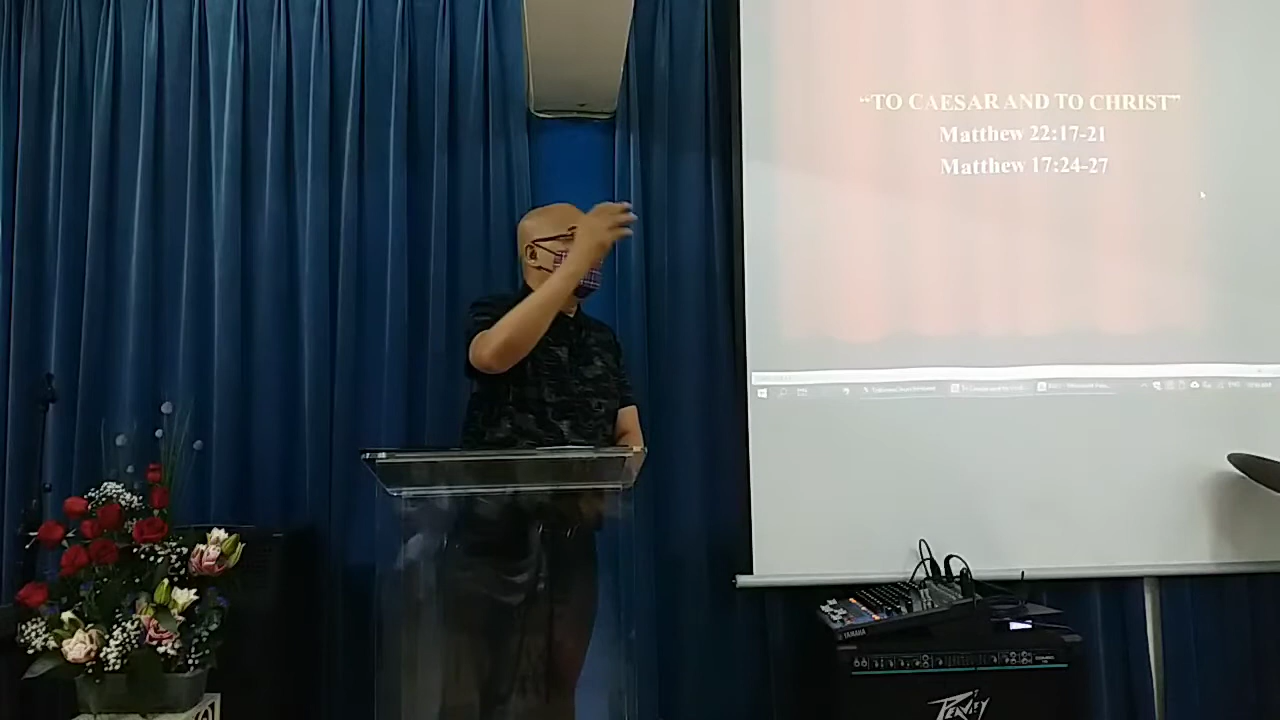 “TO CAESAR AND TO CHRIST”
Matthew 22:17-21
Matthew 17:24-27
YAMAHA
PEAVEY